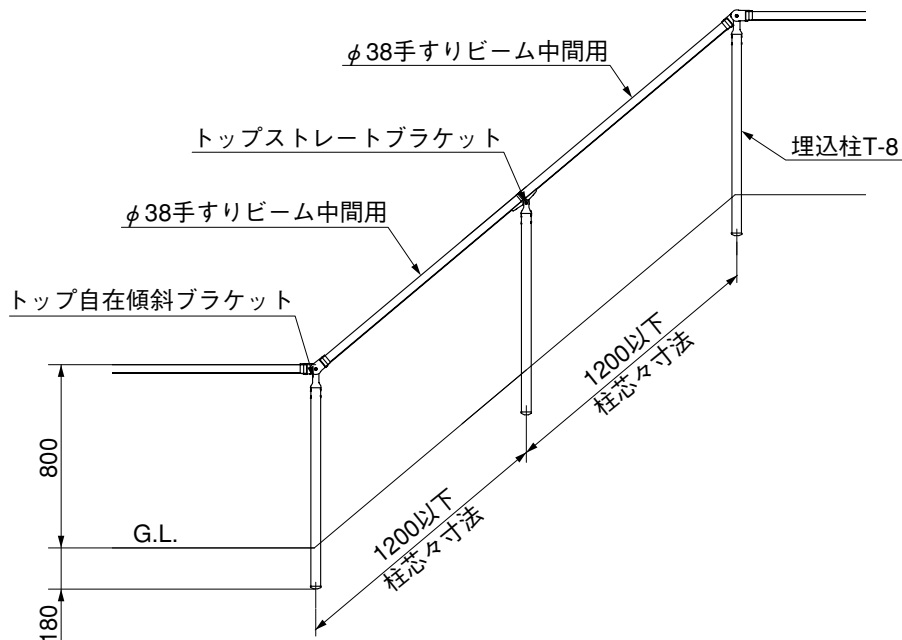 φ38手すりビーム中間用
トップストレートブラケット
埋込柱T-8
φ38手すりビーム中間用
トップ自在傾斜ブラケット
1200以下
柱芯々寸法
800
G.L.
1200以下
柱芯々寸法
180